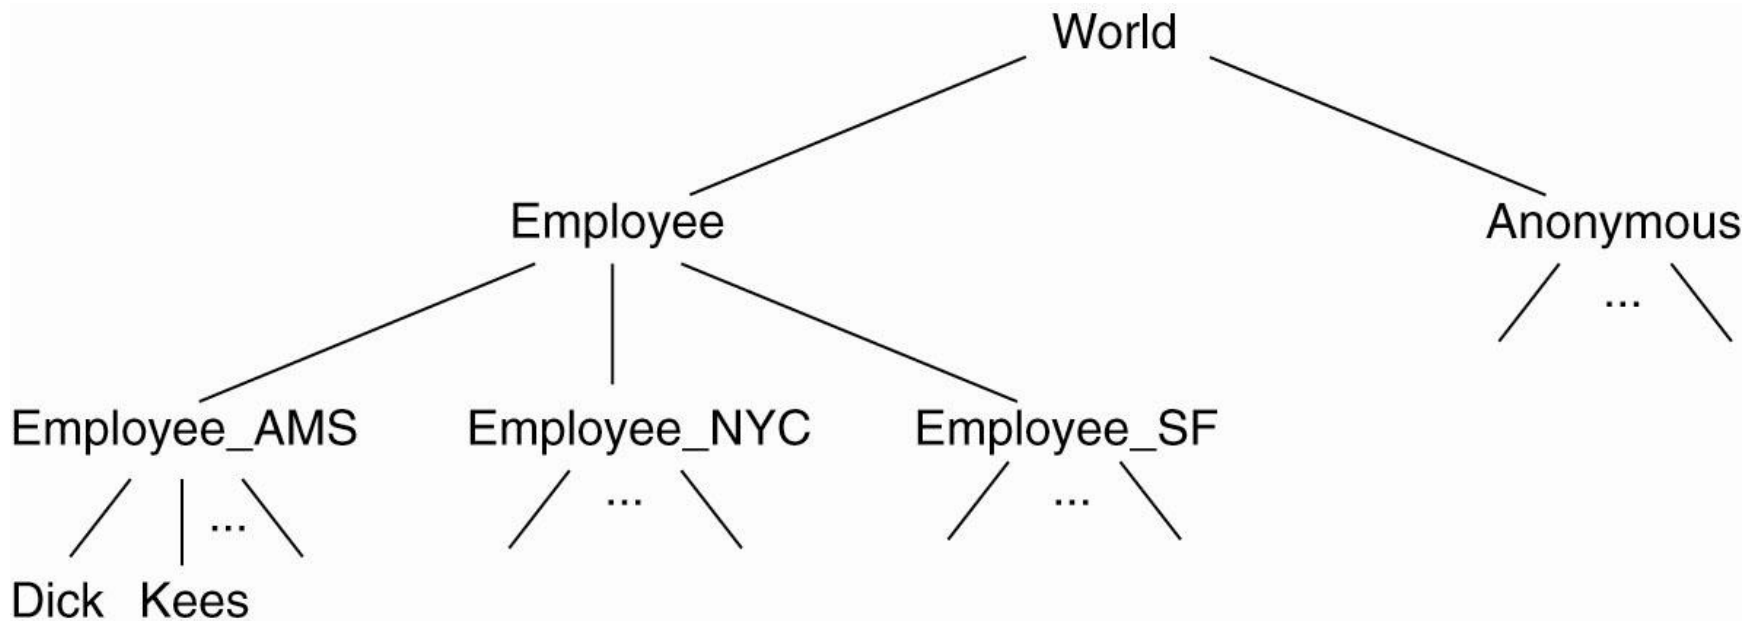 World
Employee
Anonymous
...
Employee_AMS
Employee_NYC
Employee_SF
...
...
...
Dick
Kees